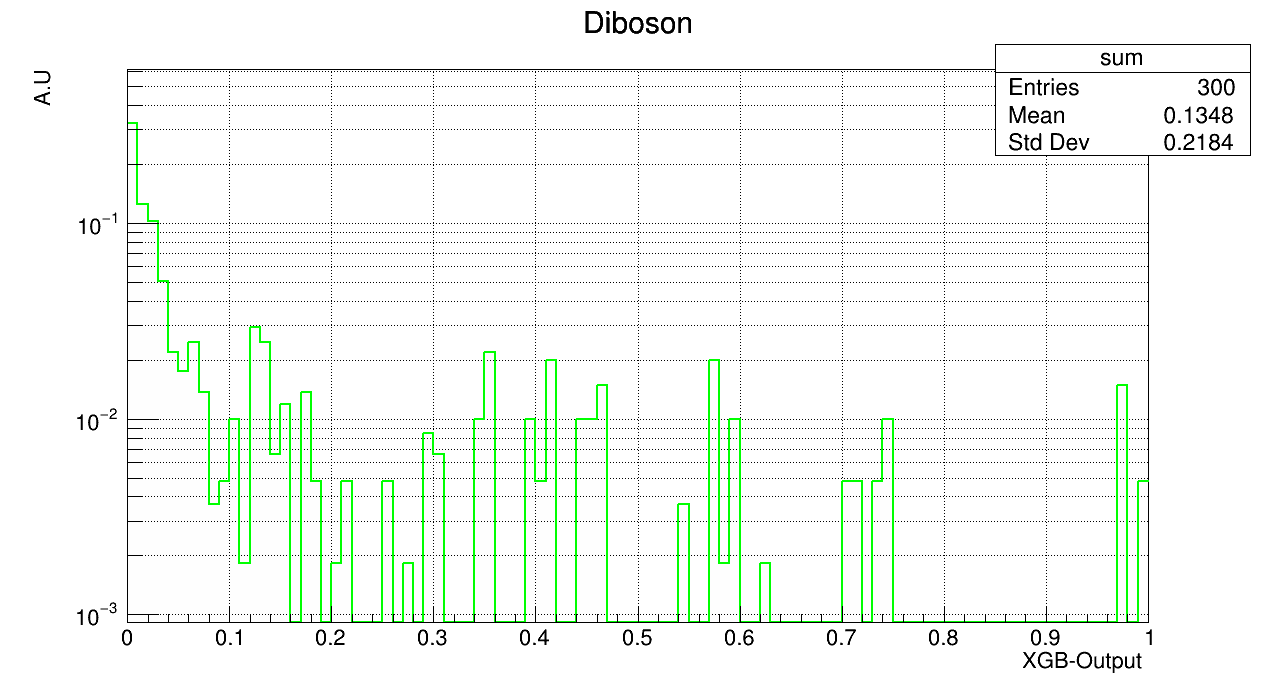 Diboson
A.U
sum
Entries 300
Mean 0.1348
Std Dev 0.2184
10⁻¹
10⁻²
10⁻³
0 0.1 0.2 0.3 0.4 0.5 0.6 0.7 0.8 0.9 1
XGB-Output